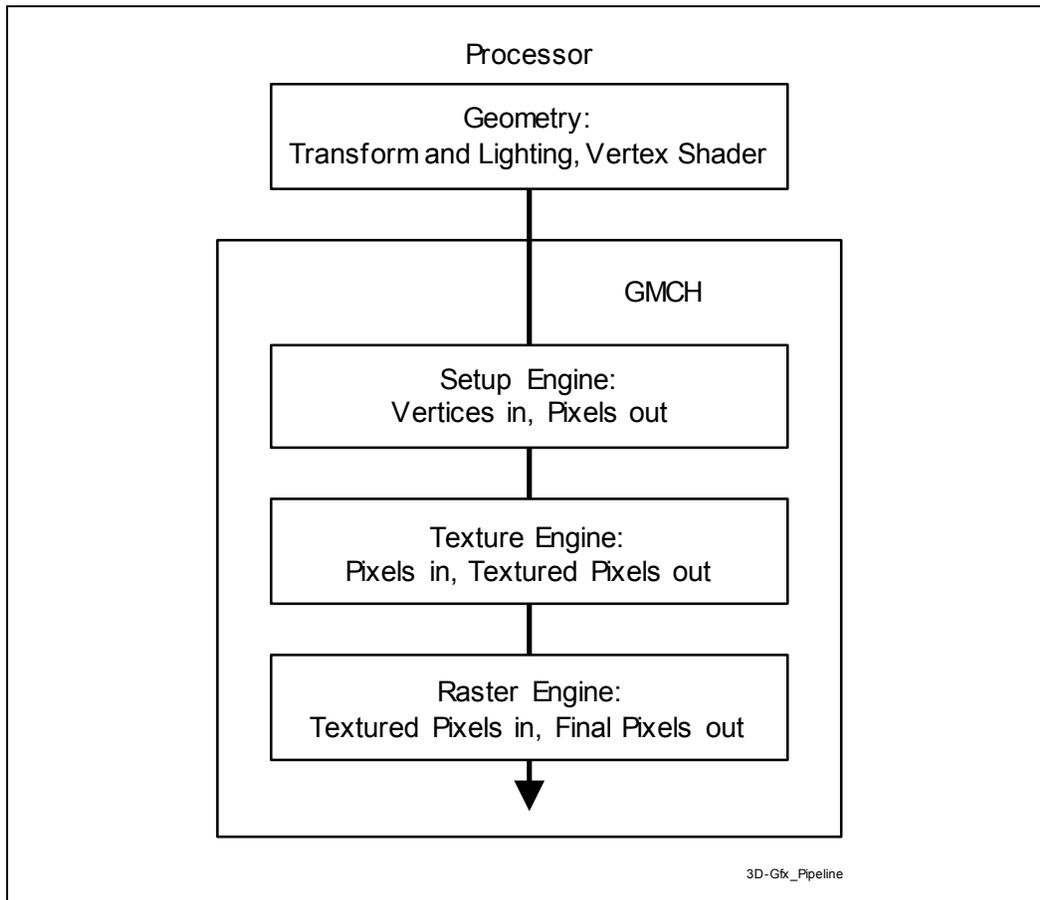 Processor
Geometry:
Transform and Lighting, Vertex Shader
GMCH
Setup Engine:
Vertices in, Pixels out
Texture Engine:
Pixels in, Textured Pixels out
Raster Engine:
Textured Pixels in, Final Pixels out
3D-Gfx_Pipeline